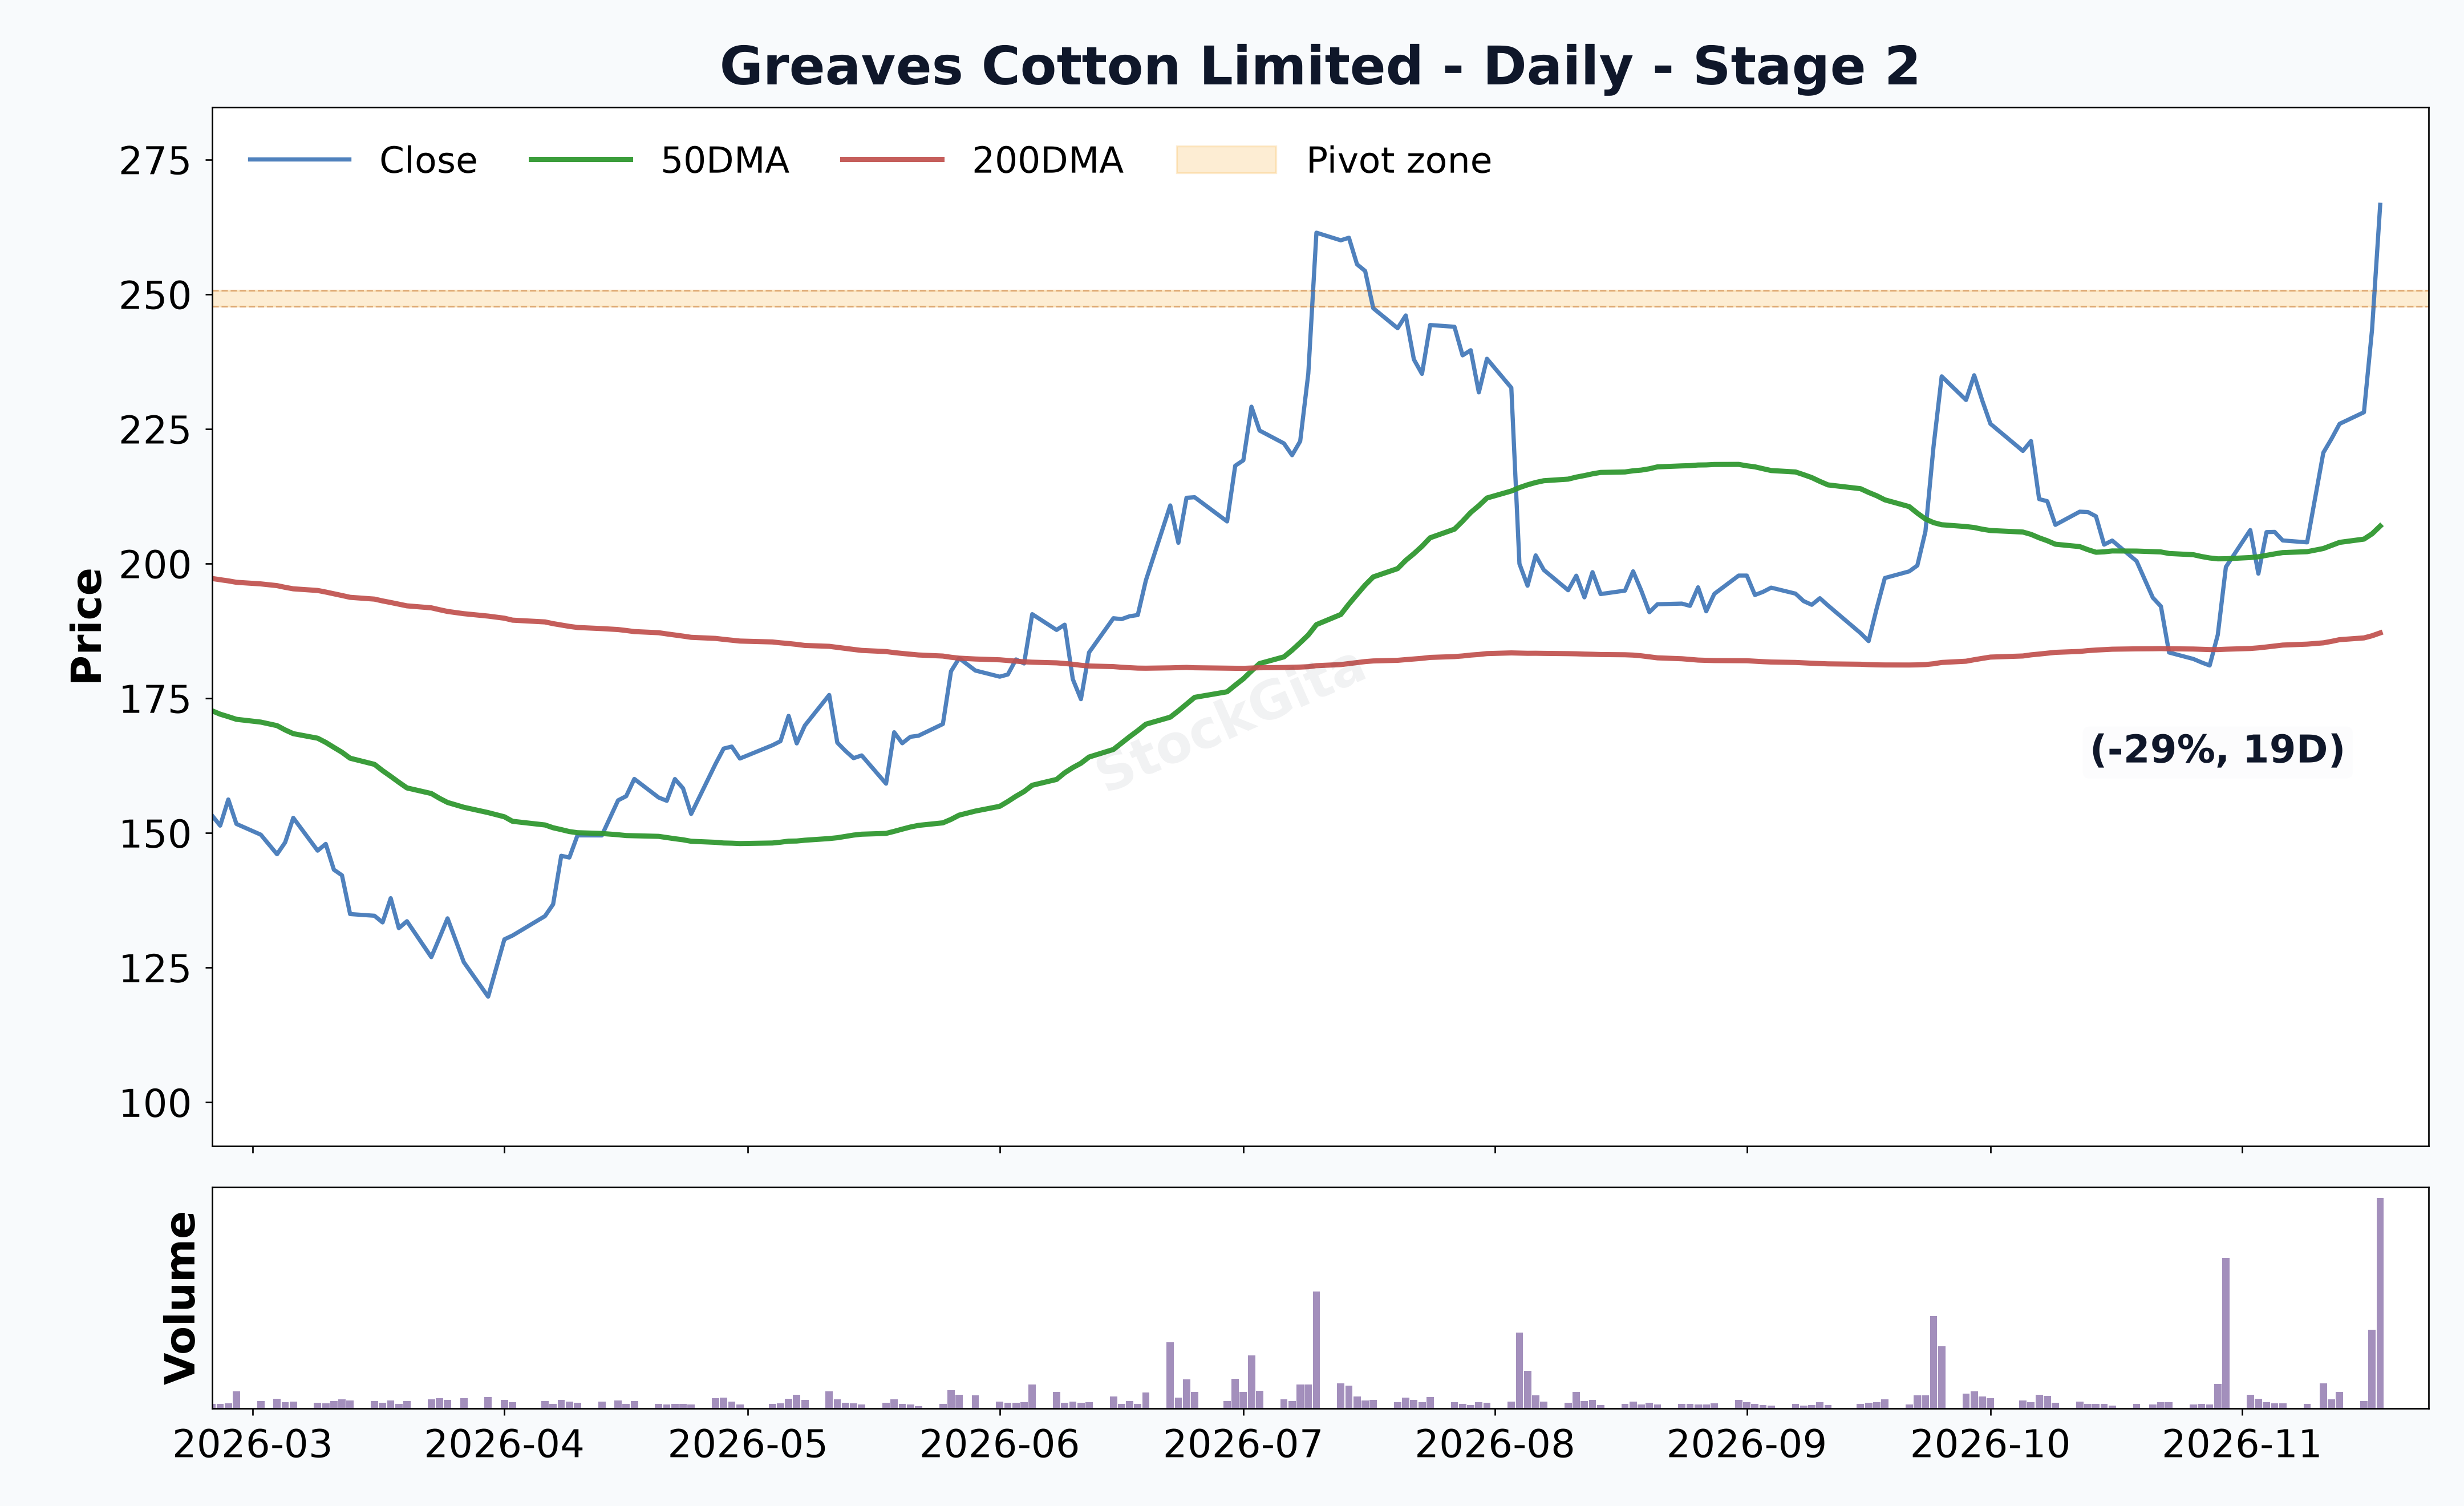 Greaves Cotton Limited - Daily - Stage 2
Close 50DMA 200DMA Pivot zone
275
250
225
200
175
150
125
100
Price
StockGita
(-29%, 19D)
Volume
2026-03 2026-04 2026-05 2026-06 2026-07 2026-08 2026-09 2026-10 2026-11